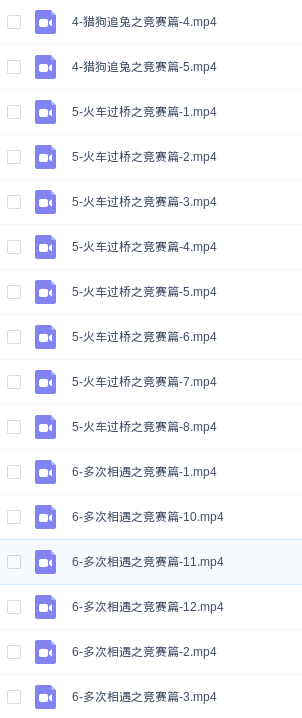 4-猎狗追兔之竞赛篇-4.mp4
4-猎狗追兔之竞赛篇-5.mp4
5-火车过桥之竞赛篇-1.mp4
5-火车过桥之竞赛篇-2.mp4
5-火车过桥之竞赛篇-3.mp4
5-火车过桥之竞赛篇-4.mp4
5-火车过桥之竞赛篇-5.mp4
5-火车过桥之竞赛篇-6.mp4
5-火车过桥之竞赛篇-7.mp4
5-火车过桥之竞赛篇-8.mp4
6-多次相遇之竞赛篇-1.mp4
6-多次相遇之竞赛篇-10.mp4
6-多次相遇之竞赛篇-11.mp4
6-多次相遇之竞赛篇-12.mp4
6-多次相遇之竞赛篇-2.mp4
6-多次相遇之竞赛篇-3.mp4